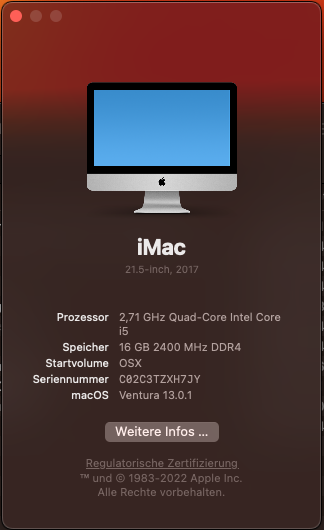 iMac
21.5-inch, 2017
Prozessor 2,71 GHz Quad-Core Intel Core
i5
Speicher 16 GB 2400 MHz DDR4
Startvolume OSX
Seriennummer C02C3TZXH7JY
macOS Ventura 13.0.1
Weitere Infos ...
Regulatorische Zertifizierung
™ und © 1983-2022 Apple Inc.
Alle Rechte vorbehalten.